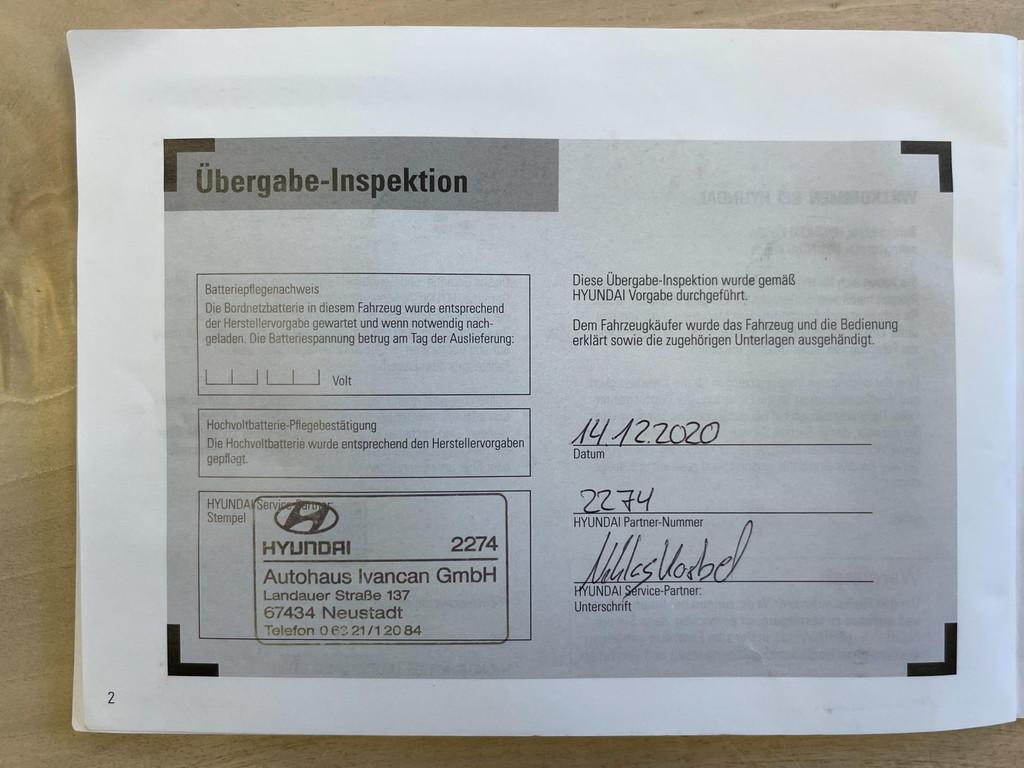 Übergabe-Inspektion
Batteriepflegenachweis
Die Bordnetzbatterie in diesem Fahrzeug wurde entsprechend
der Herstellervorgabe gewartet und wenn notwendig nach-
geladen. Die Batteriespannung betrug am Tag der Auslieferung:
Volt
Hochvoltbatterie-Pflegebestätigung
Die Hochvoltbatterie wurde entsprechend den Herstellervorgaben
gepflegt.
HYUNDAI Service-Partner:
Stempel
HYUNDAI 2274
Autohaus Ivancan GmbH
Landauer Straße 137
67434 Neustadt
Telefon 0 63 21/1 20 84
Diese Übergabe-Inspektion wurde gemäß
HYUNDAI Vorgabe durchgeführt.
Dem Fahrzeugkäufer wurde das Fahrzeug und die Bedienung
erklärt sowie die zugehörigen Unterlagen ausgehändigt.
14.12.2020
Datum
2274
HYUNDAI Partner-Nummer
HYUNDAI Service-Partner:
Unterschrift
2